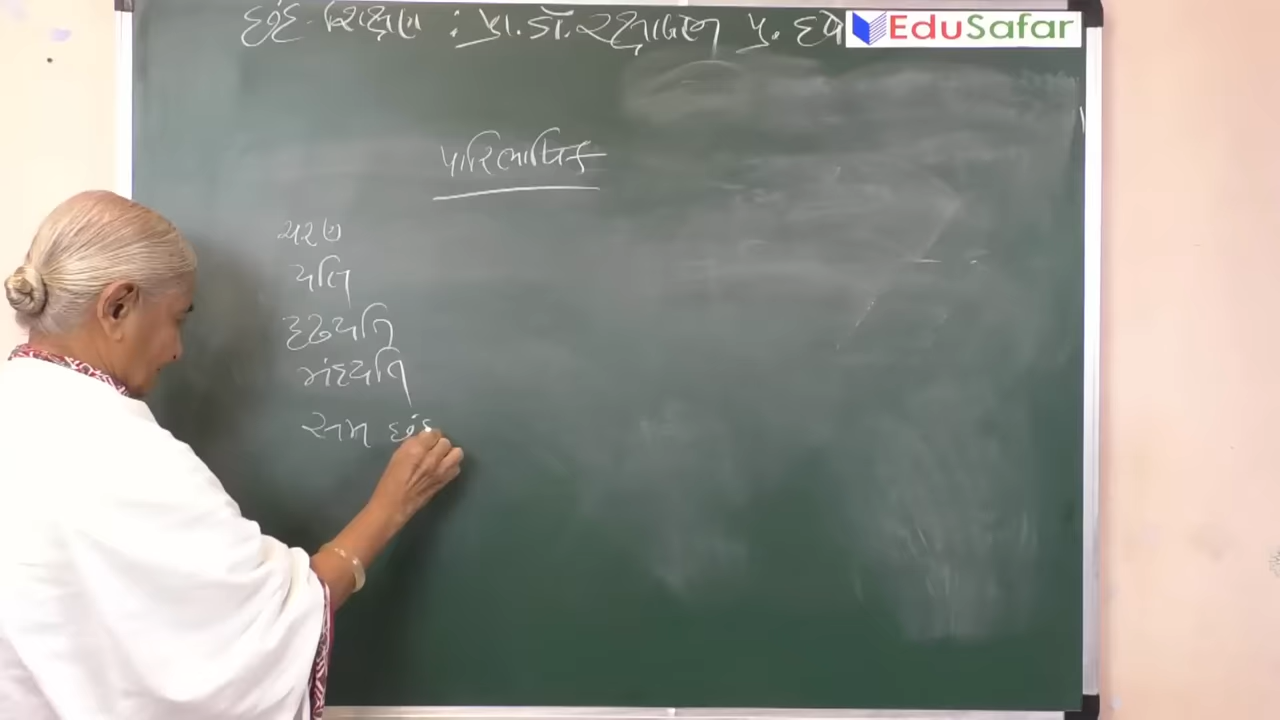 છંદ શિક્ષણ : પ્રા. ડૉ. રક્ષાબહેન પ્ર. દવે
EduSafar
પારિભાષિક
ચરણ
યતિ
દૃઢયતિ
મંદયતિ
સમ છંદ